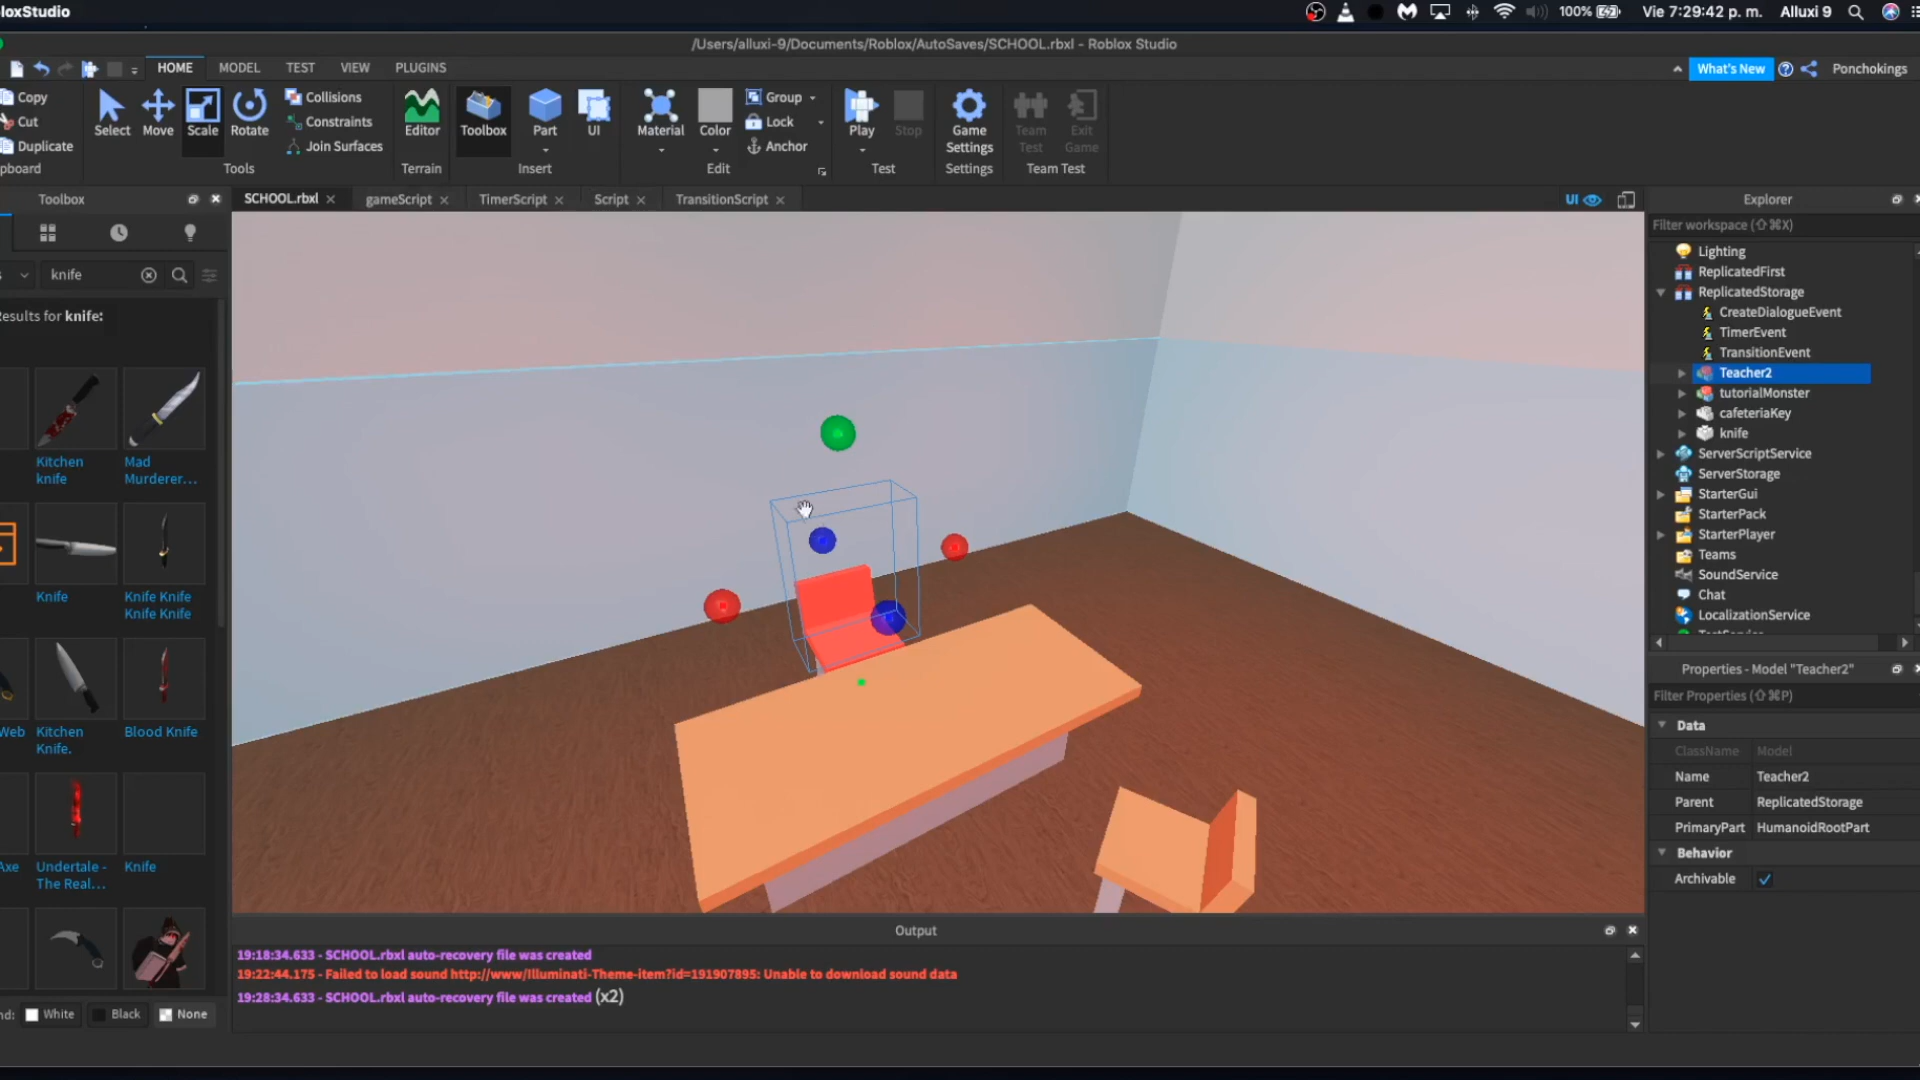 loxStudio
100%
Vie 7:29:42 p. m.
Alluxi 9
/Users/alluxi-9/Documents/Roblox/AutoSaves/SCHOOL.rbxl - Roblox Studio
HOME
MODEL
TEST
VIEW
PLUGINS
What's New
Ponchokings
Copy
Cut
Duplicate
pboard
Select
Move
Scale
Rotate
Collisions
Constraints
Join Surfaces
Tools
Editor
Terrain
Toolbox
Part
UI
Insert
Material
Color
Group
Lock
Anchor
Edit
Play
Stop
Test
Game
Settings
Settings
Team
Test
Exit
Game
Team Test
Toolbox
SCHOOL.rbxl
gameScript
TimerScript
Script
TransitionScript
UI
Explorer
Filter workspace (⇧⌘X)
s
knife
esults for knife:
Kitchen
knife
Mad
Murderer...
Knife
Knife Knife
Knife Knife
Web
Kitchen
Knife.
Blood Knife
Axe
Undertale -
The Real...
Knife
nd:
White
Black
None
Lighting
ReplicatedFirst
ReplicatedStorage
CreateDialogueEvent
TimerEvent
TransitionEvent
Teacher2
tutorialMonster
cafeteriaKey
knife
ServerScriptService
ServerStorage
StarterGui
StarterPack
StarterPlayer
Teams
SoundService
Chat
LocalizationService
TestService
Properties - Model "Teacher2"
Filter Properties (⇧⌘P)
Data
ClassName Model
Name Teacher2
Parent ReplicatedStorage
PrimaryPart HumanoidRootPart
Behavior
Archivable
Output
19:18:34.633 - SCHOOL.rbxl auto-recovery file was created
19:22:44.175 - Failed to load sound http://www/Illuminati-Theme-item?id=191907895: Unable to download sound data
19:28:34.633 - SCHOOL.rbxl auto-recovery file was created (x2)